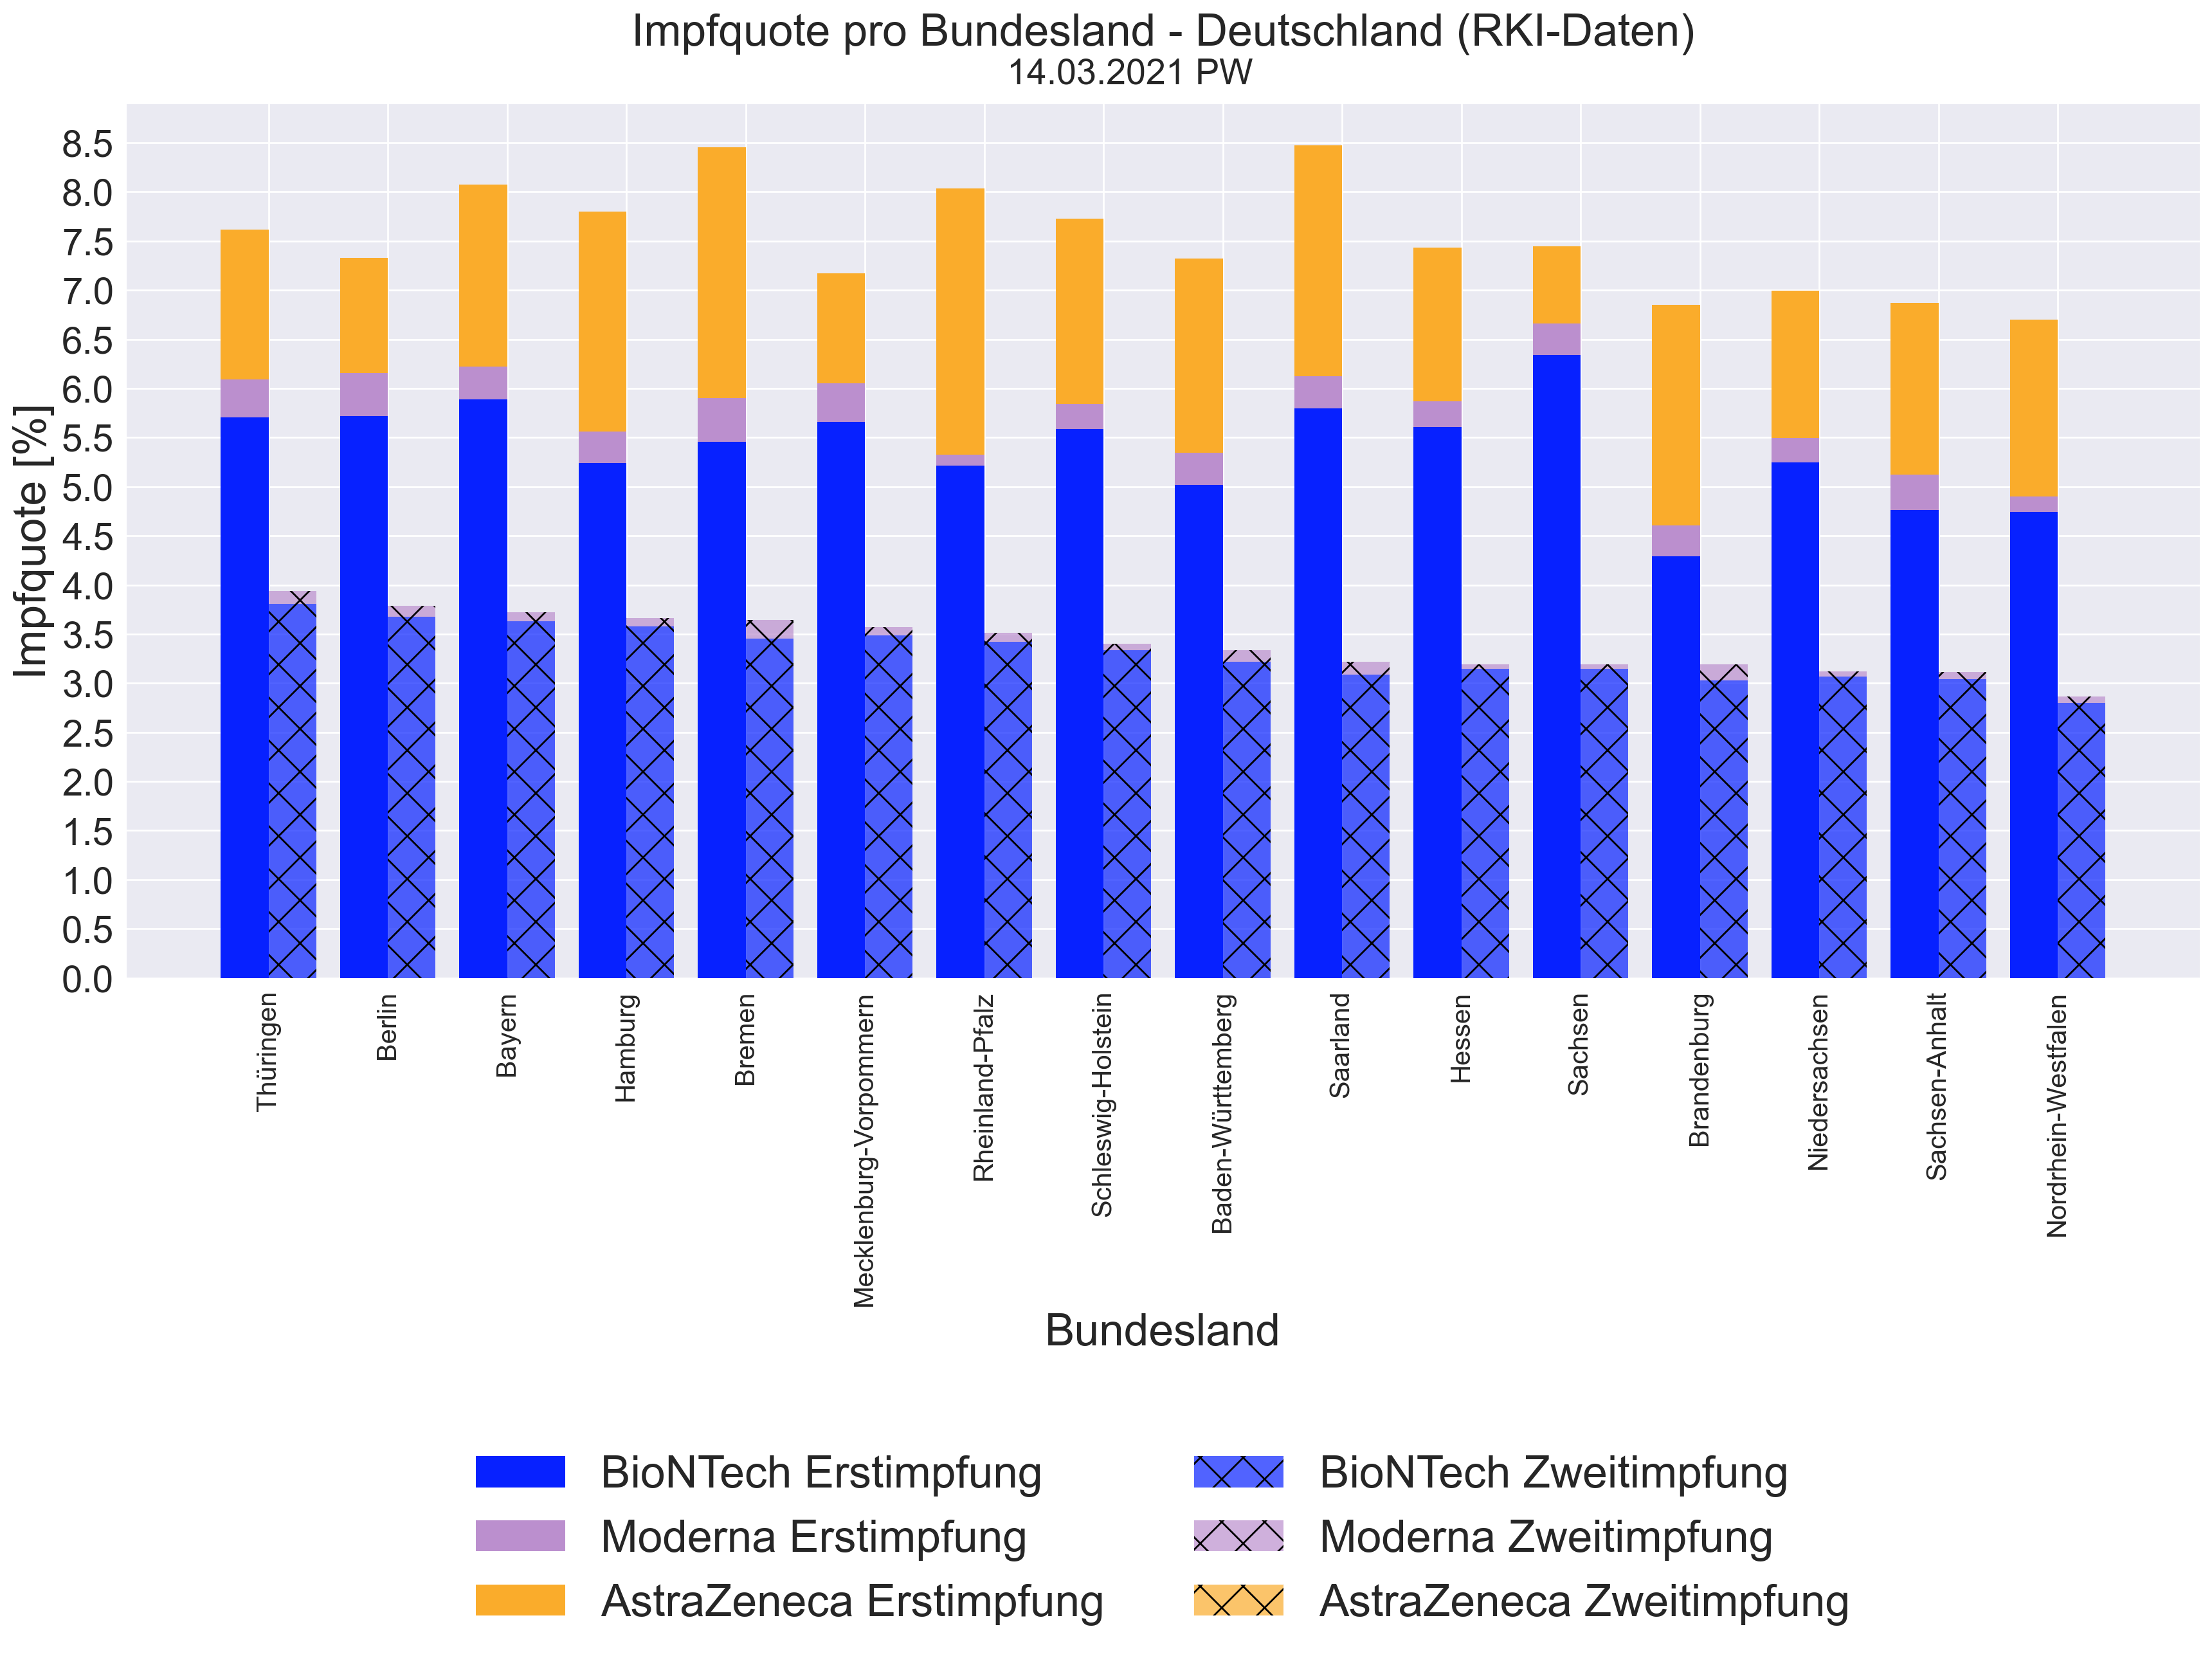 Impfquote pro Bundesland - Deutschland (RKI-Daten)
14.03.2021 PW
Impfquote [%]
8.5
8.0
7.5
7.0
6.5
6.0
5.5
5.0
4.5
4.0
3.5
3.0
2.5
2.0
1.5
1.0
0.5
0.0
Thüringen
Berlin
Bayern
Hamburg
Bremen
Mecklenburg-Vorpommern
Rheinland-Pfalz
Schleswig-Holstein
Baden-Württemberg
Saarland
Hessen
Sachsen
Brandenburg
Niedersachsen
Sachsen-Anhalt
Nordrhein-Westfalen
Bundesland
BioNTech Erstimpfung
Moderna Erstimpfung
AstraZeneca Erstimpfung
BioNTech Zweitimpfung
Moderna Zweitimpfung
AstraZeneca Zweitimpfung